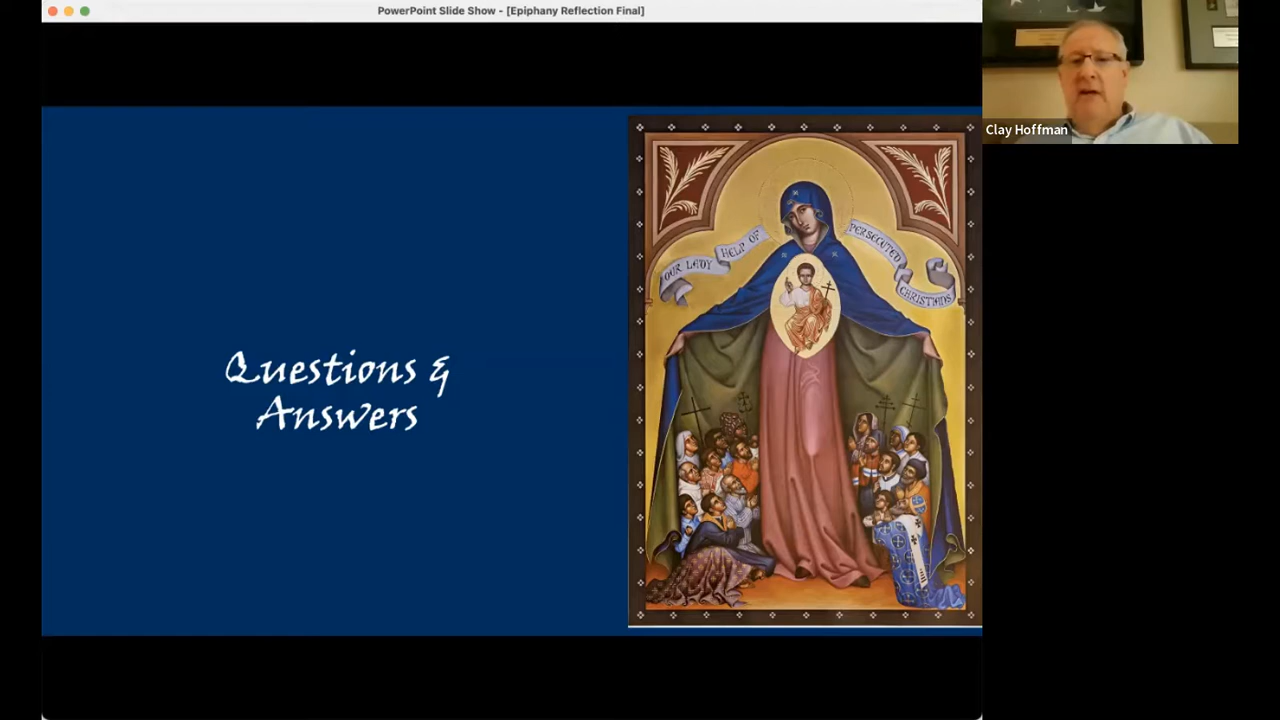 PowerPoint Slide Show - [Epiphany Reflection Final]
Clay Hoffman
Questions &
Answers
OUR LADY
HELP OF
PERSECUTED
CHRISTIANS